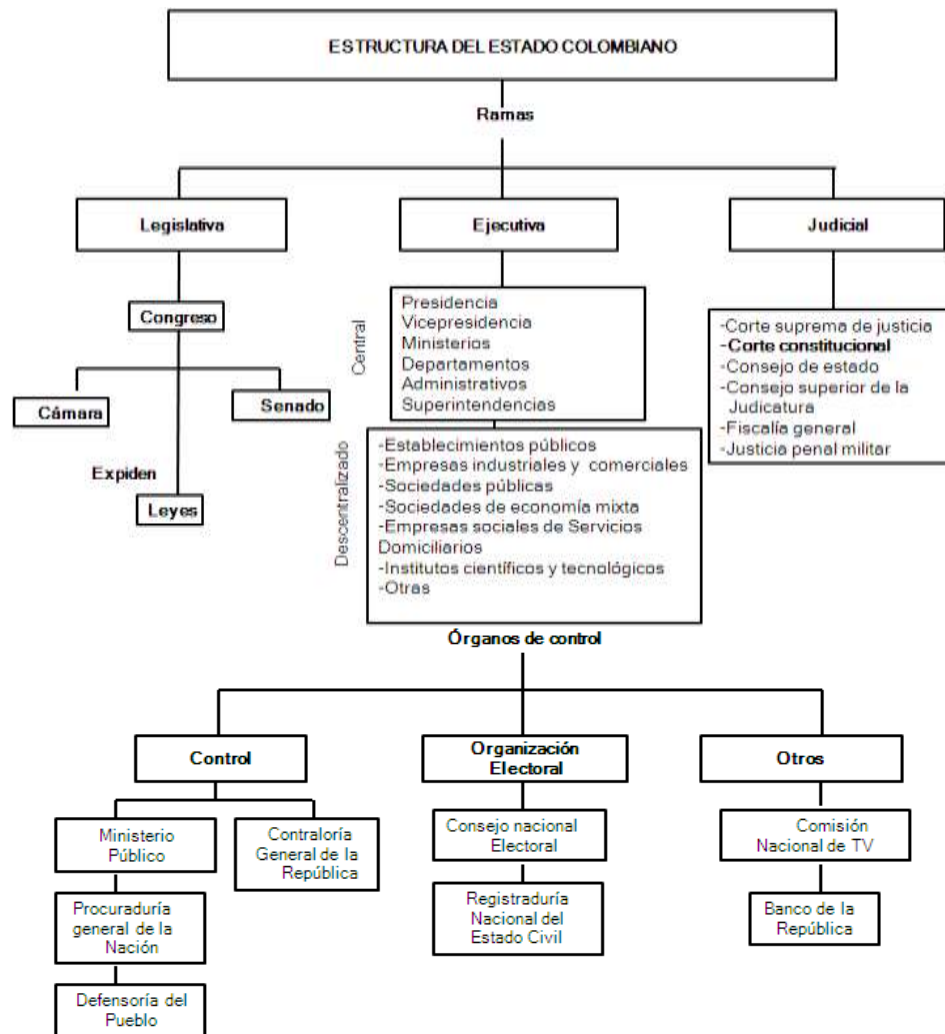 ESTRUCTURA DEL ESTADO COLOMBIANO
Ramas
Legislativa
Ejecutiva
Judicial
Congreso
Cámara
Senado
Expiden
Leyes
Central
Presidencia
Vicepresidencia
Ministerios
Departamentos
Administrativos
Superintendencias
Descentralizado
-Establecimientos públicos
-Empresas industriales y comerciales
-Sociedades públicas
-Sociedades de economía mixta
-Empresas sociales de Servicios
Domiciliarios
-Institutos científicos y tecnológicos
-Otras
-Corte suprema de justicia
-Corte constitucional
-Consejo de estado
-Consejo superior de la
Judicatura
-Fiscalía general
-Justicia penal militar
Órganos de control
Control
Organización
Electoral
Otros
Ministerio
Público
Contraloría
General de la
República
Procuraduría
general de la
Nación
Defensoría del
Pueblo
Consejo nacional
Electoral
Registraduría
Nacional del
Estado Civil
Comisión
Nacional de TV
Banco de la
República